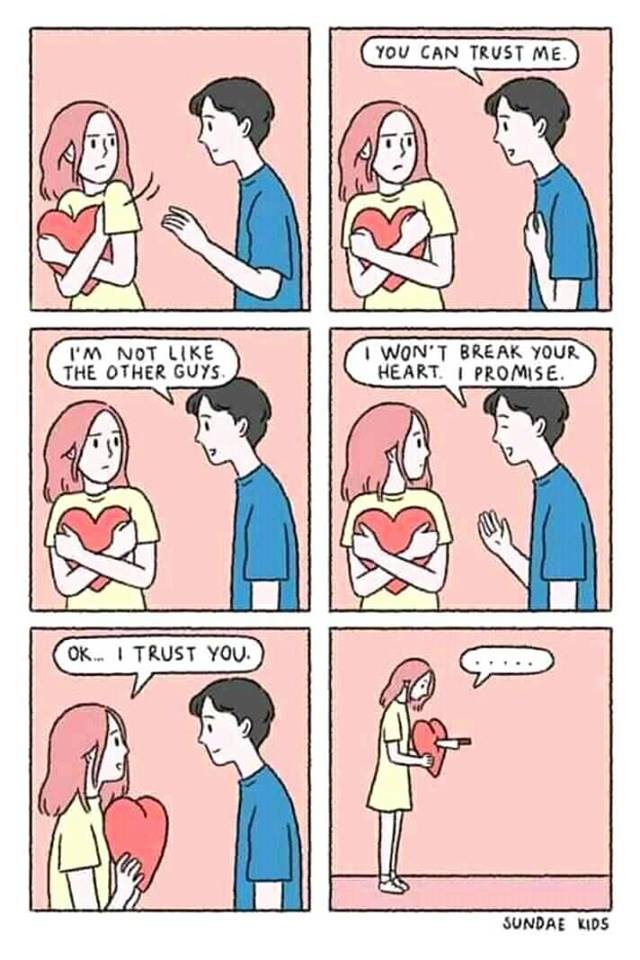 YOU CAN TRUST ME.
I'M NOT LIKE
THE OTHER GUYS.
I WON'T BREAK YOUR
HEART. I PROMISE.
OK... I TRUST YOU.
.....
SUNDAE KIDS